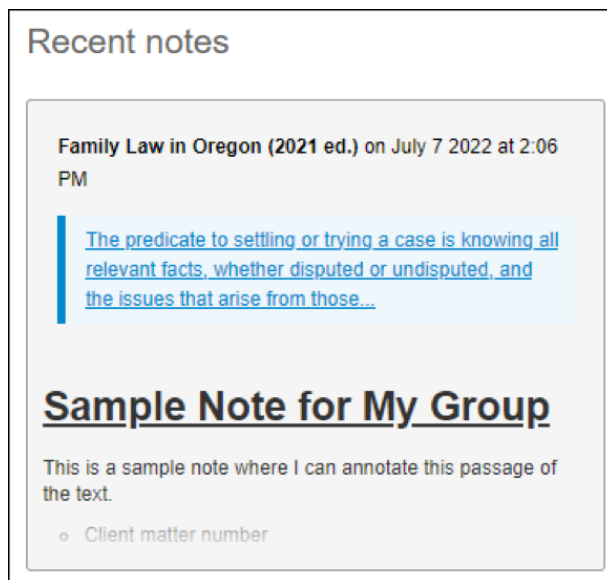 Recent notes
Family Law in Oregon (2021 ed.) on July 7 2022 at 2:06
PM
The predicate to settling or trying a case is knowing all
relevant facts, whether disputed or undisputed, and
the issues that arise from those...
Sample Note for My Group
This is a sample note where I can annotate this passage of
the text.
Client matter number